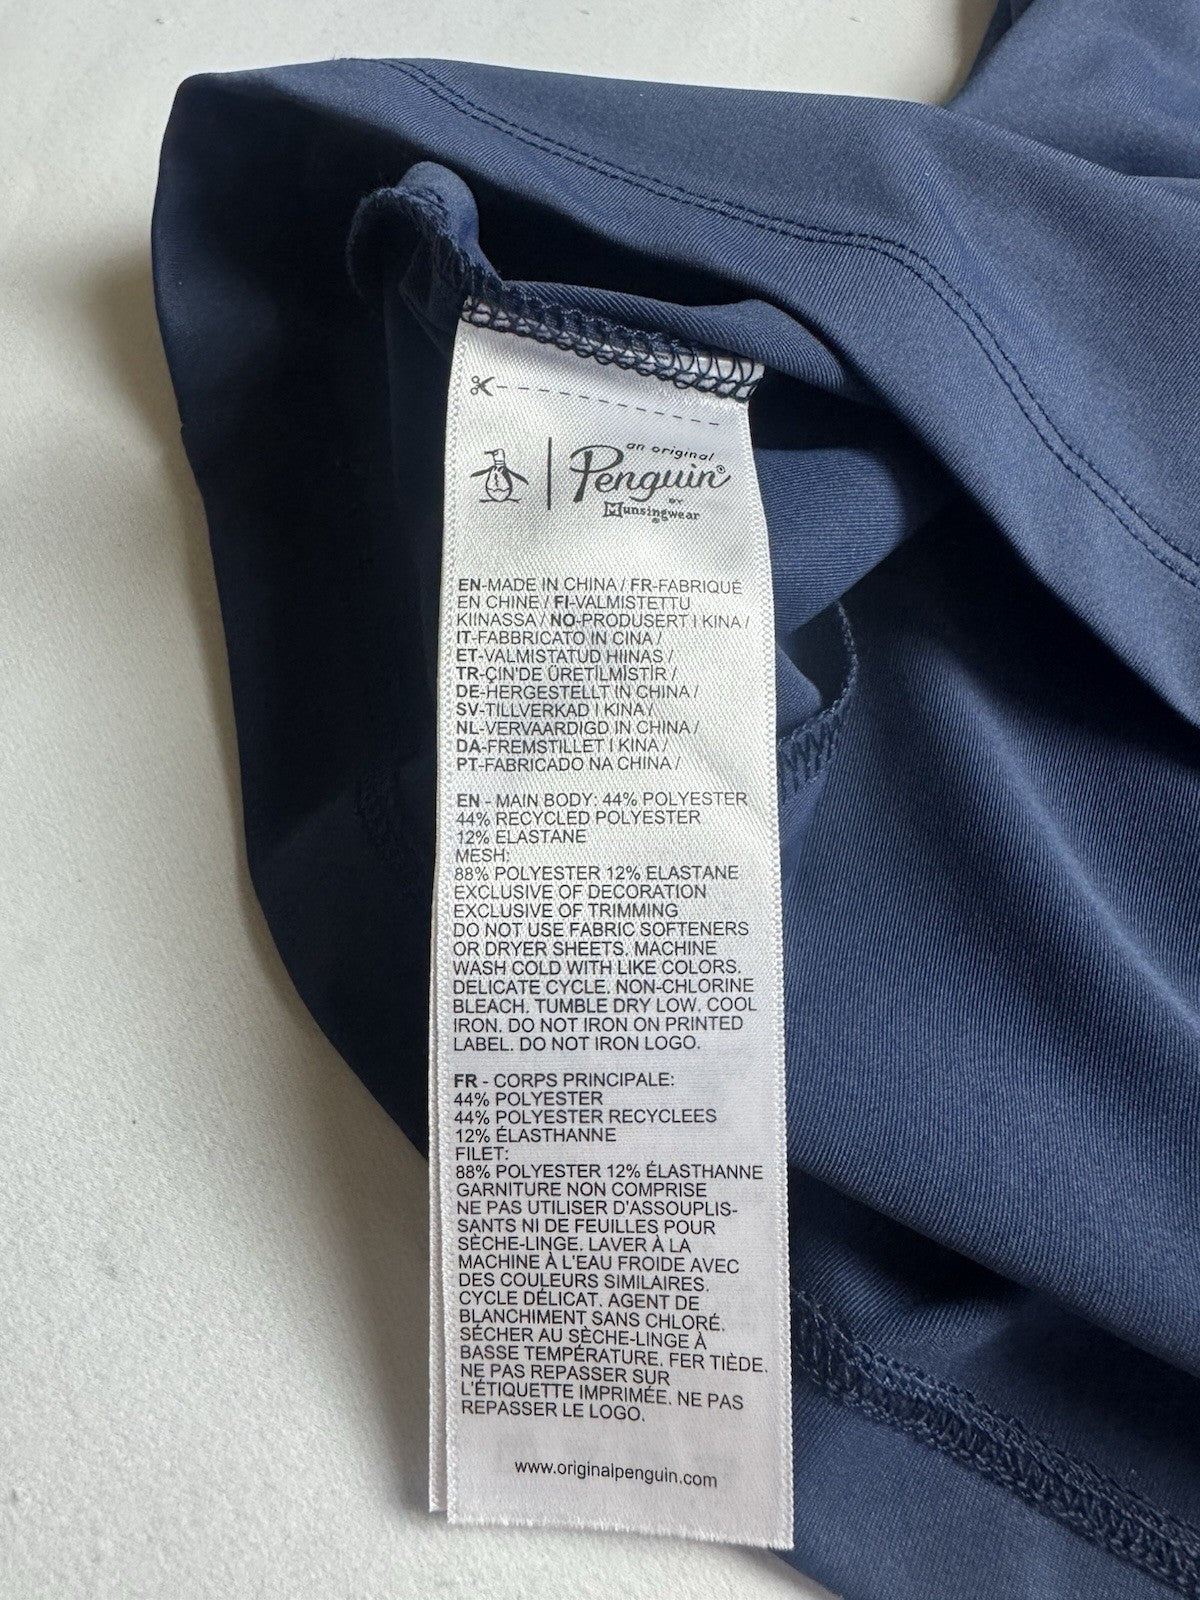 an original
Penguin®
BY
Munsingwear
®
EN-MADE IN CHINA / FR-FABRIQUÉ
EN CHINE / FI-VALMISTETTU
KIINASSA / NO-PRODUSERT I KINA /
IT-FABBRICATO IN CINA /
ET-VALMISTATUD HIINAS /
TR-ÇIN'DE ÜRETİLMİSTİR /
DE-HERGESTELLT IN CHINA /
SV-TILLVERKAD I KINA /
NL-VERVAARDIGD IN CHINA /
DA-FREMSTILLET I KINA /
PT-FABRICADO NA CHINA /
EN - MAIN BODY: 44% POLYESTER
44% RECYCLED POLYESTER
12% ELASTANE
MESH:
88% POLYESTER 12% ELASTANE
EXCLUSIVE OF DECORATION
EXCLUSIVE OF TRIMMING
DO NOT USE FABRIC SOFTENERS
OR DRYER SHEETS. MACHINE
WASH COLD WITH LIKE COLORS.
DELICATE CYCLE. NON-CHLORINE
BLEACH. TUMBLE DRY LOW. COOL
IRON. DO NOT IRON ON PRINTED
LABEL. DO NOT IRON LOGO.
FR - CORPS PRINCIPALE:
44% POLYESTER
44% POLYESTER RECYCLEES
12% ÉLASTHANNE
FILET:
88% POLYESTER 12% ÉLASTHANNE
GARNITURE NON COMPRISE
NE PAS UTILISER D'ASSOUPLIS-
SANTS NI DE FEUILLES POUR
SÈCHE-LINGE. LAVER À LA
MACHINE À L'EAU FROIDE AVEC
DES COULEURS SIMILAIRES.
CYCLE DÉLICAT. AGENT DE
BLANCHIMENT SANS CHLORÉ.
SÉCHER AU SÈCHE-LINGE À
BASSE TEMPÉRATURE. FER TIÈDE.
NE PAS REPASSER SUR
L'ÉTIQUETTE IMPRIMÉE. NE PAS
REPASSER LE LOGO.
www.originalpenguin.com